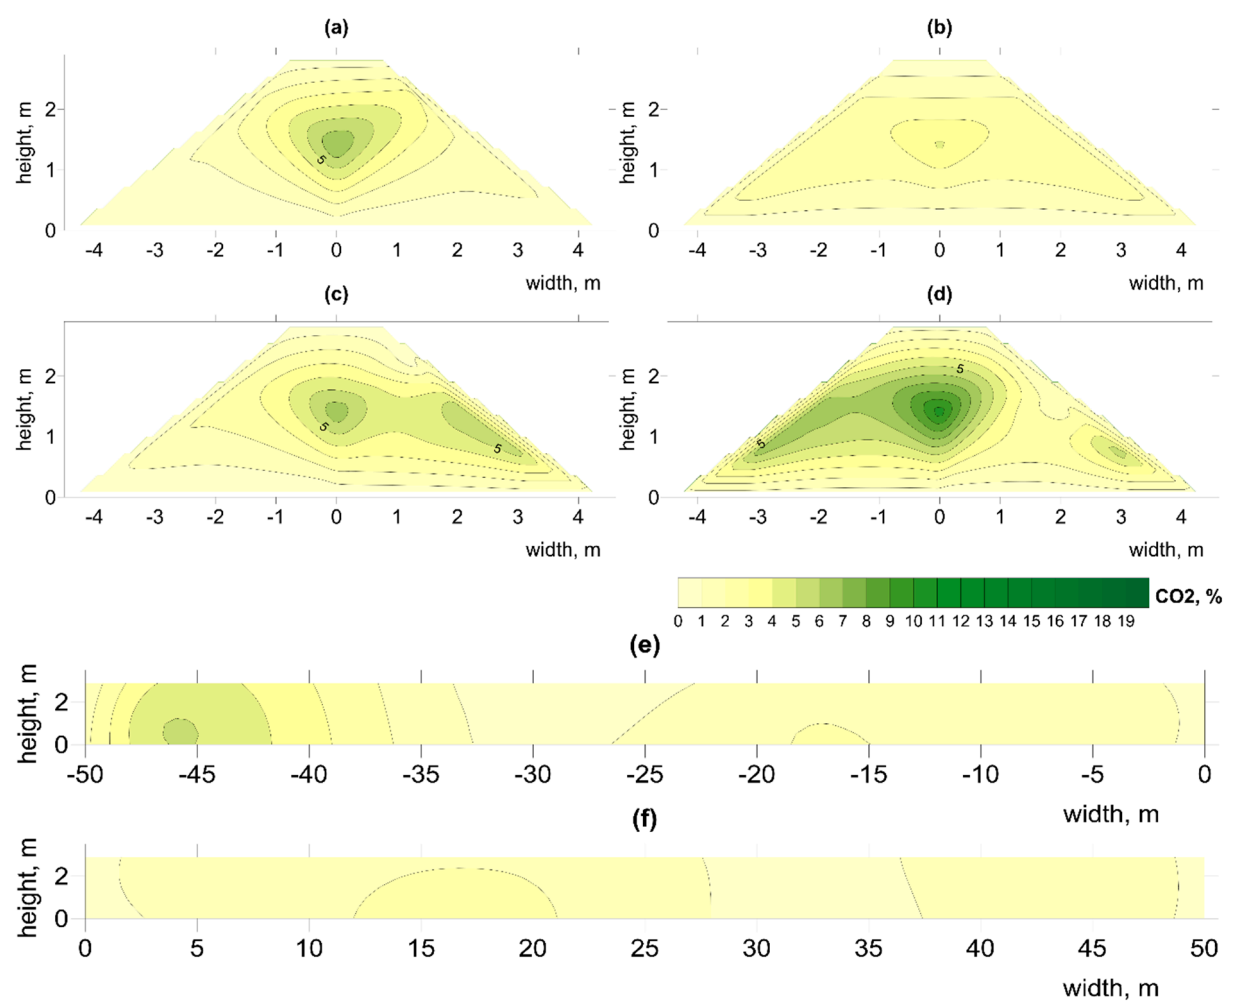 (a) (b)
height, m 2 1 0 height, m 2 1 0
5
-4 -3 -2 -1 0 1 2 3 4 -4 -3 -2 -1 0 1 2 3 4
width, m width, m
(c) (d)
height, m 2 1 0 height, m 2 1 0
5 5 5 5
-4 -3 -2 -1 0 1 2 3 4 -4 -3 -2 -1 0 1 2 3 4
width, m width, m
CO2, %
0 1 2 3 4 5 6 7 8 9 10 11 12 13 14 15 16 17 18 19
(e)
height, m 2 0
-50 -45 -40 -35 -30 -25 -20 -15 -10 -5 0
width, m
(f)
height, m 2 0
0 5 10 15 20 25 30 35 40 45 50
width, m